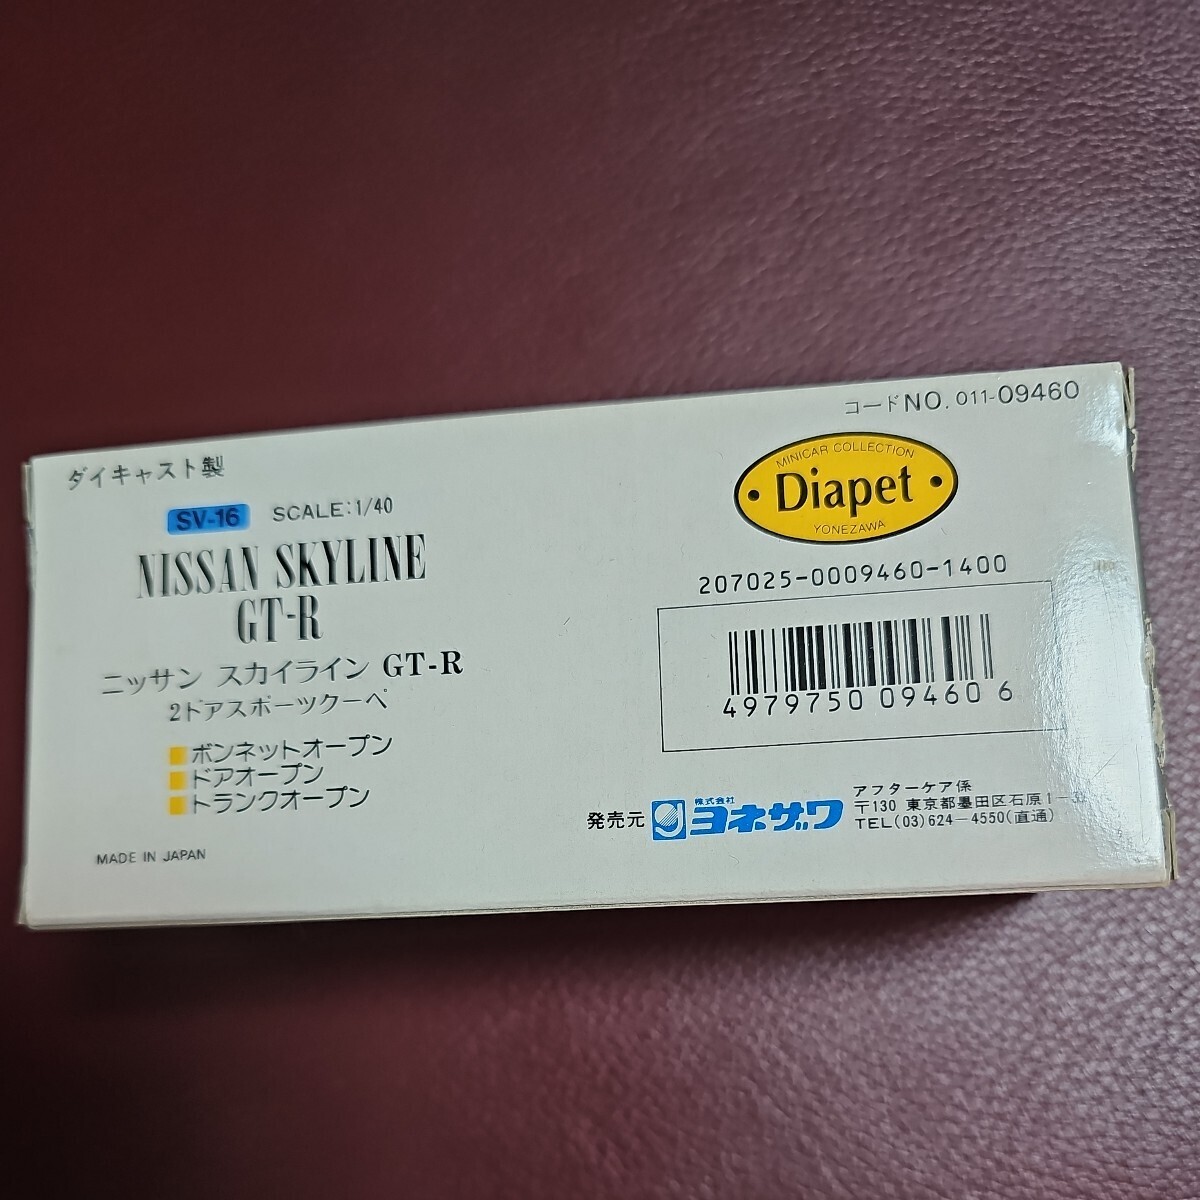 ダイキャスト製
SV-16 SCALE:1/40
NISSAN SKYLINE
GT-R
ニッサン スカイライン GT-R
2ドアスポーツクーペ
ボンネットオープン
ドアオープン
トランクオープン
MADE IN JAPAN
コードNO. 011-09460
MINICAR COLLECTION
Diapet
YONEZAWA
207025-0009460-1400
4979750 094606
発売元 株式会社 ヨネザワ
アフターケア係
〒130 東京都墨田区石原1-
TEL(03)624-4550(直通)